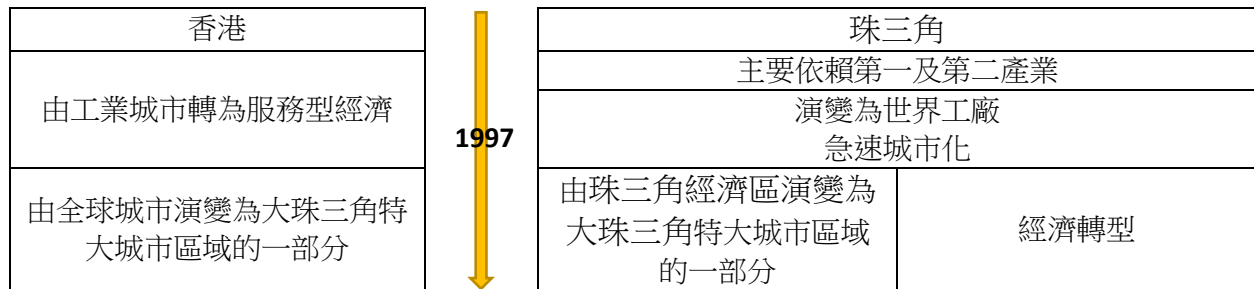 香港
由工業城市轉為服務型經濟
由全球城市演變為大珠三角特
大城市區域的一部分
1997
珠三角
主要依賴第一及第二產業
演變為世界工廠
急速城市化
由珠三角經濟區演變為
大珠三角特大城市區域
的一部分
經濟轉型